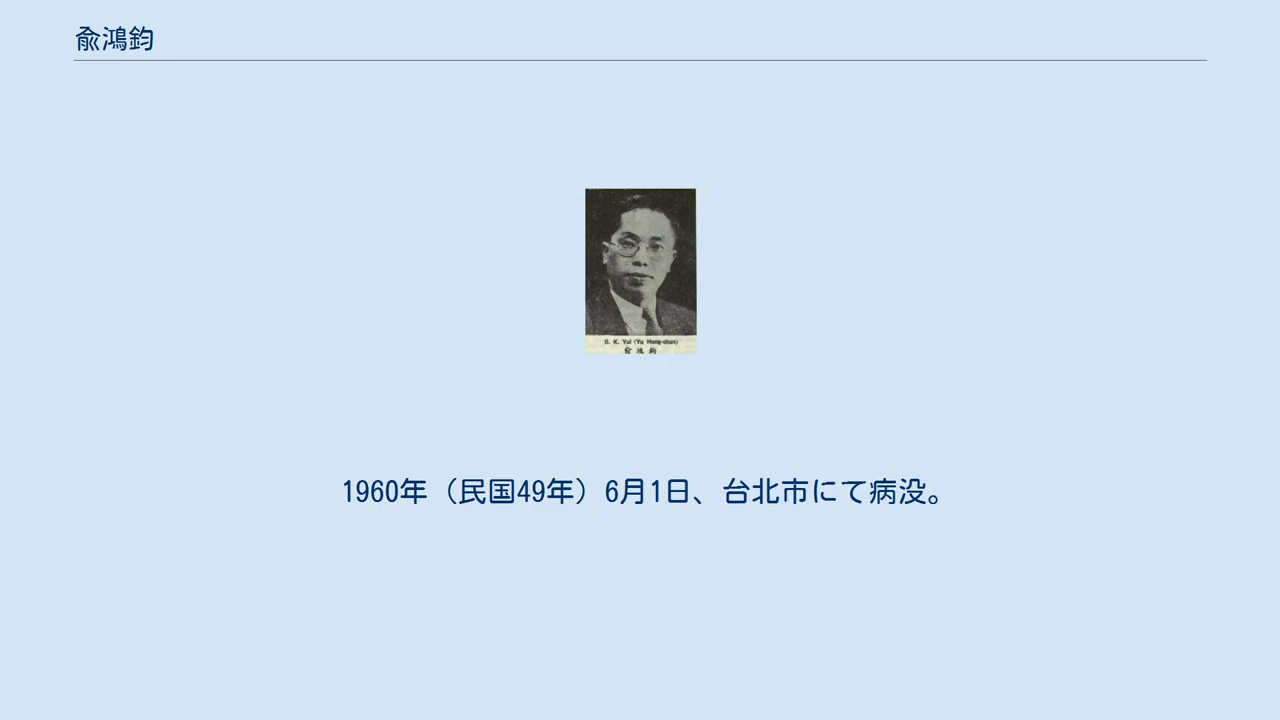 兪鴻鈞
O. K. Yui (Yu Hung-chun)
俞鴻鈞
1960年（民国49年）6月1日、台北市にて病没。